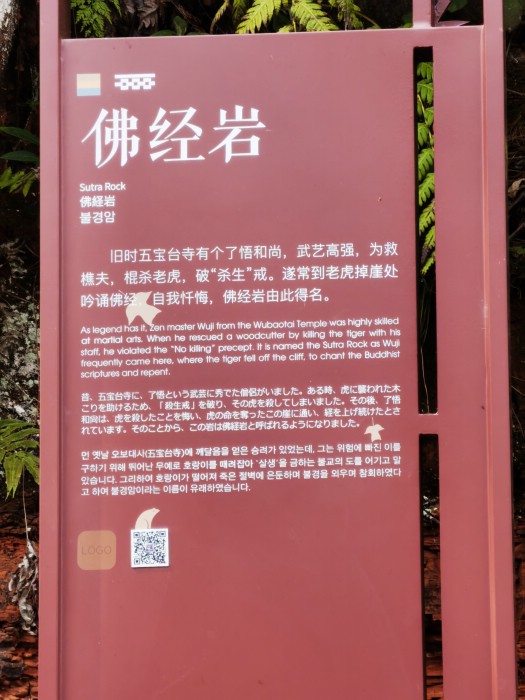 佛经岩
Sutra Rock
佛経岩
불경암
旧时五宝台寺有个了悟和尚，武艺高强，为救
樵夫，棍杀老虎，破“杀生”戒。遂常到老虎掉崖处
吟诵佛经，自我忏悔，佛经岩由此得名。
As legend has it, Zen master Wuji from the Wubaotai Temple was highly skilled
at martial arts. When he rescued a woodcutter by killing the tiger with his
staff, he violated the "No killing" precept. It is named the Sutra Rock as Wuji
frequently came here, where the tiger fell off the cliff, to chant the Buddhist
scriptures and repent.
昔、五宝台寺に、了悟という武芸に秀でた僧侶がいました。ある時、虎に襲われた木
こりを助けるため、「殺生戒」を破り、その虎を殺してしまいました。その後、了悟
和尚は、虎を殺したことを悔い、虎の命を奪ったこの崖に通い、経を上げ続けたとさ
れています。そのことから、この岩は佛経岩と呼ばれるようになりました。
먼 옛날 오보대사(五宝台寺)에 깨달음을 얻은 승려가 있었는데, 그는 위험에 빠진 이를
구하기 위해 뛰어난 무예로 호랑이를 때려잡아 '살생'을 금하는 불교의 도를 어기고 말
았습니다. 그리하여 호랑이가 떨어져 죽은 절벽에 은둔하며 불경을 외우며 참회하였다
고 하여 불경암이라는 이름이 유래하였습니다.
LOGO